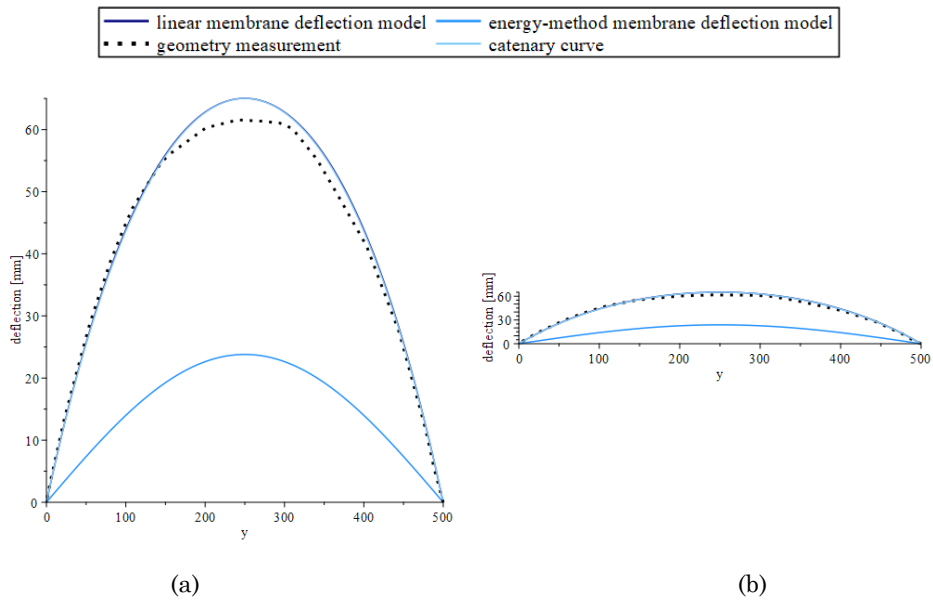 linear membrane deflection model
energy-method membrane deflection model
geometry measurement
catenary curve
deflection [mm]
60
50
40
30
20
10
0
0 100 200 300 400 500
y
deflection [mm]
60
30
0
0 100 200 300 400 500
y
(a) (b)